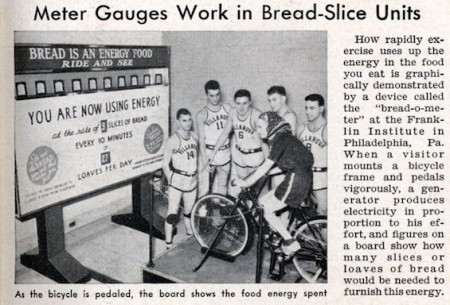 Meter Gauges Work in Bread-Slice Units
BREAD IS AN ENERGY FOOD
RIDE AND SEE
YOU ARE NOW USING ENERGY
at the rate of SLICES OF BREAD
EVERY 10 MINUTES
or
LOAVES PER DAY
14
11
6
As the bicycle is pedaled, the board shows the food energy spent
How rapidly ex-
ercise uses up the
energy in the food
you eat is graphi-
cally demonstrated
by a device called
the "bread-o-me-
ter" at the Frank-
lin Institute in
Philadelphia, Pa.
When a visitor
mounts a bicycle
frame and pedals
vigorously, a gen-
erator produces
electricity in pro-
portion to his ef-
fort, and figures on
a board show how
many slices or
loaves of bread
would be needed to
furnish this energy.